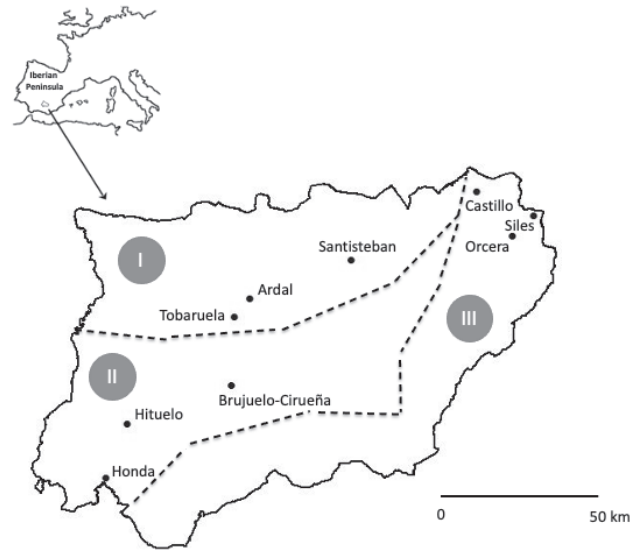 Iberian
Peninsula
Castillo
Siles
Orcera
Santisteban
I
Ardal
Tobaruela
III
II
Brujuelo-Cirueña
Hituelo
Honda
0
50 km